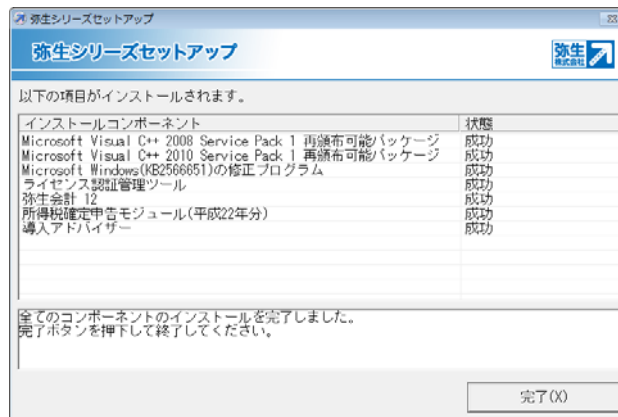 弥生シリーズセットアップ
弥生シリーズセットアップ
弥生
株式会社
以下の項目がインストールされます。
インストールコンポーネント 状態
Microsoft Visual C++ 2008 Service Pack 1 再頒布可能パッケージ 成功
Microsoft Visual C++ 2010 Service Pack 1 再頒布可能パッケージ 成功
Microsoft Windows(KB2566651)の修正プログラム 成功
ライセンス認証管理ツール 成功
弥生会計 12 成功
所得税確定申告モジュール(平成22年分) 成功
導入アドバイザー 成功
全てのコンポーネントのインストールを完了しました。
完了ボタンを押下して終了してください。
完了(X)